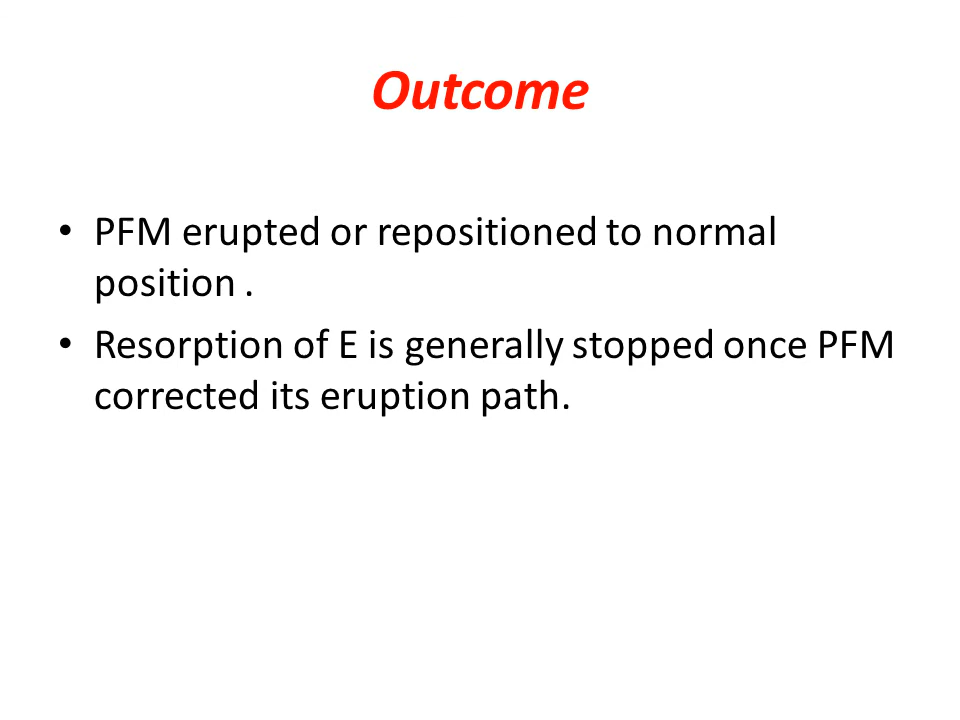 Outcome
• PFM erupted or repositioned to normal
position .
• Resorption of E is generally stopped once PFM
corrected its eruption path.